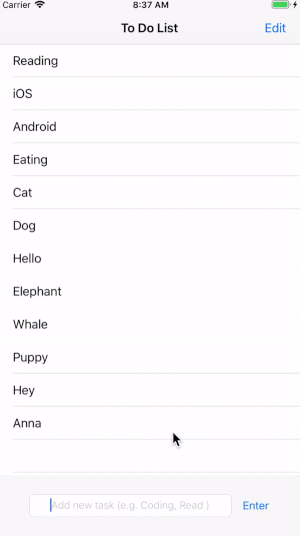 Carrier 8:37 AM
To Do List Edit
Reading
iOS
Android
Eating
Cat
Dog
Hello
Elephant
Whale
Puppy
Hey
Anna
Add new task (e.g. Coding, Read ) Enter